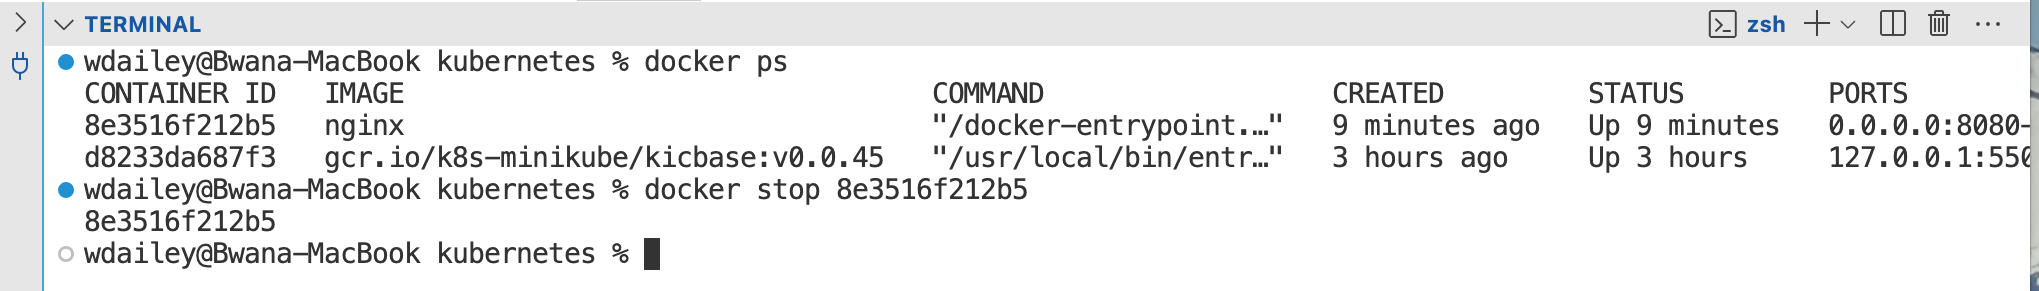 TERMINAL zsh
wdailey@Bwana-MacBook kubernetes % docker ps
CONTAINER ID IMAGE COMMAND CREATED STATUS PORTS
8e3516f212b5 nginx "/docker-entrypoint.…" 9 minutes ago Up 9 minutes 0.0.0.0:8080-
d8233da687f3 gcr.io/k8s-minikube/kicbase:v0.0.45 "/usr/local/bin/entr…" 3 hours ago Up 3 hours 127.0.0.1:550
wdailey@Bwana-MacBook kubernetes % docker stop 8e3516f212b5
8e3516f212b5
wdailey@Bwana-MacBook kubernetes %